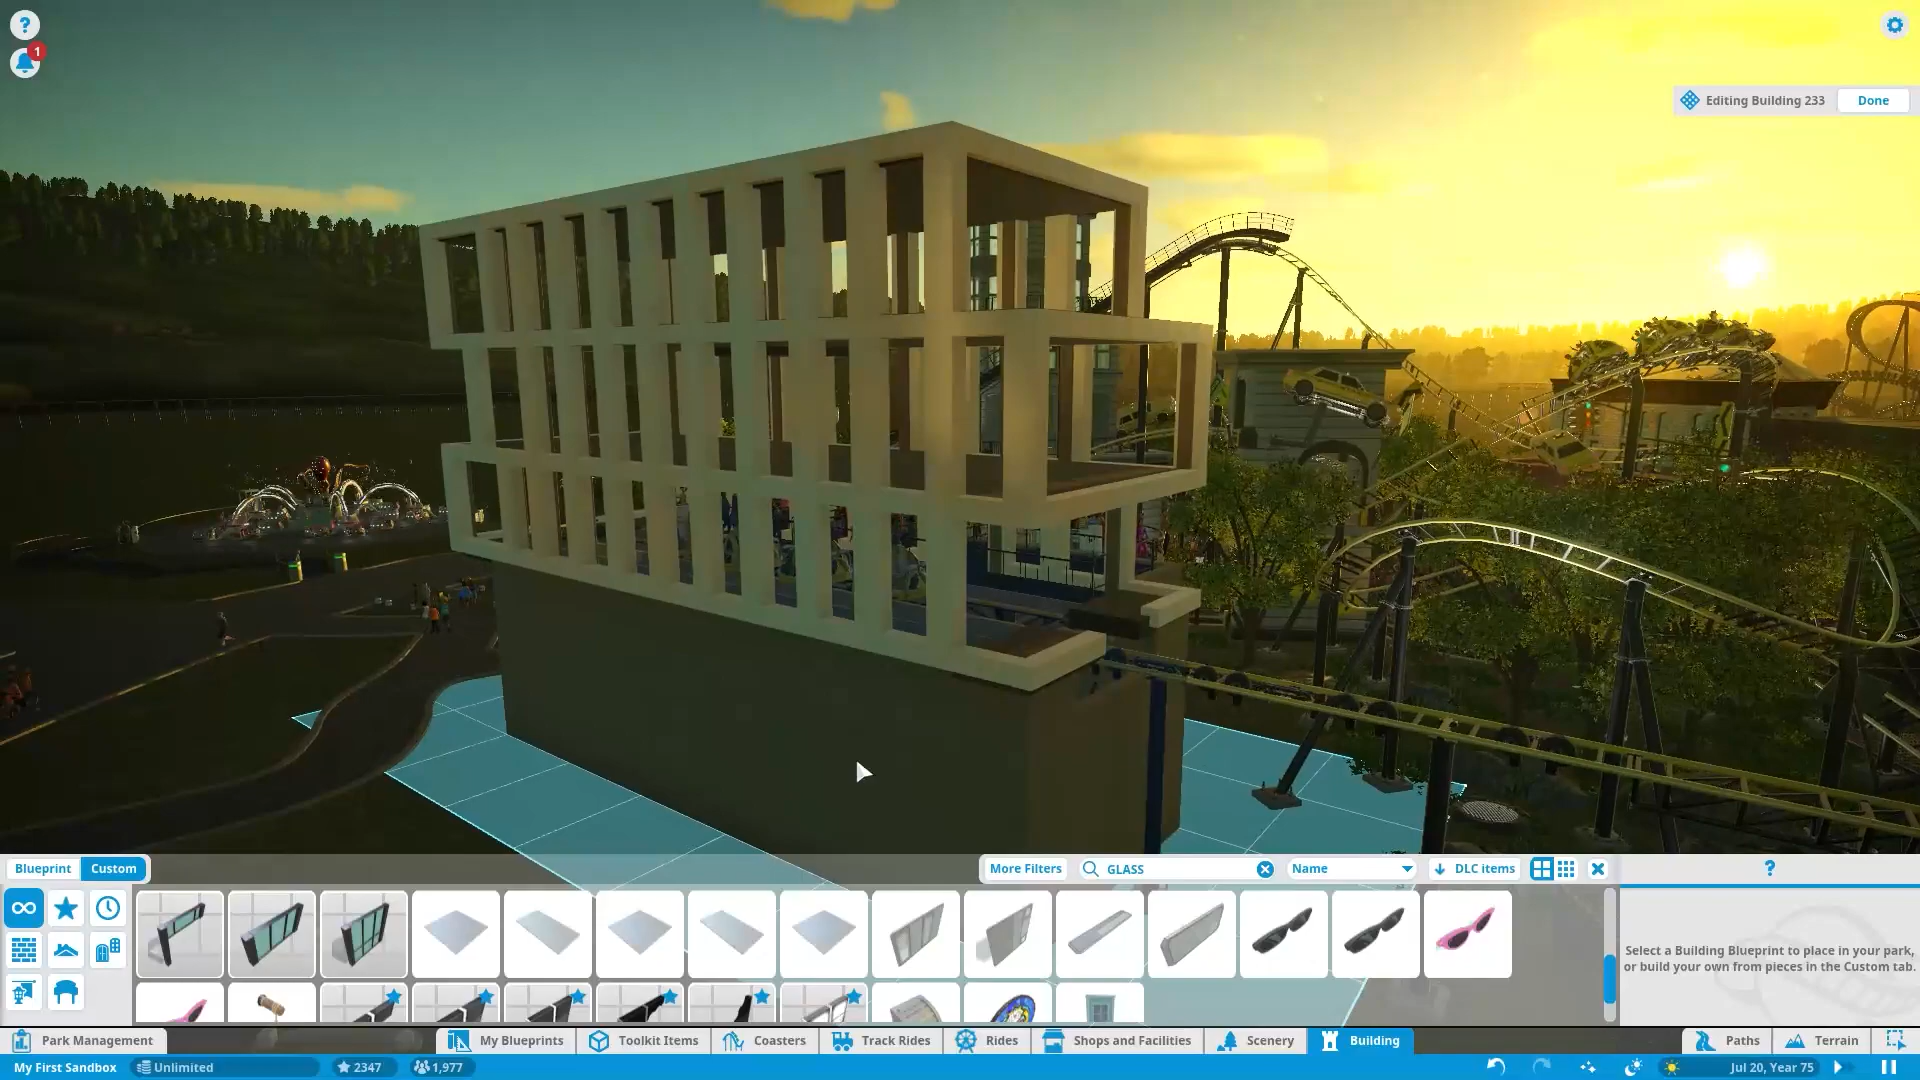 ?
1
Editing Building 233
Done
Blueprint
Custom
More Filters
GLASS
Name
DLC items
?
Select a Building Blueprint to place in your park,
or build your own from pieces in the Custom tab.
Park Management
My Blueprints
Toolkit Items
Coasters
Track Rides
Rides
Shops and Facilities
Scenery
Building
Paths
Terrain
My First Sandbox
Unlimited
2347
1,977
Jul 20, Year 75